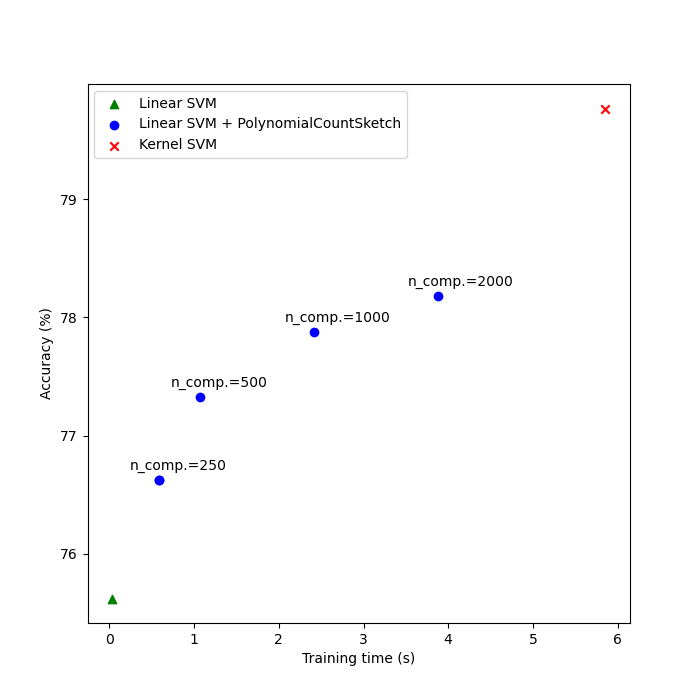 Linear SVM
Linear SVM + PolynomialCountSketch
Kernel SVM
79
n_comp.=2000
78
n_comp.=1000
n_comp.=500
77
n_comp.=250
76
Accuracy (%)
0 1 2 3 4 5 6
Training time (s)